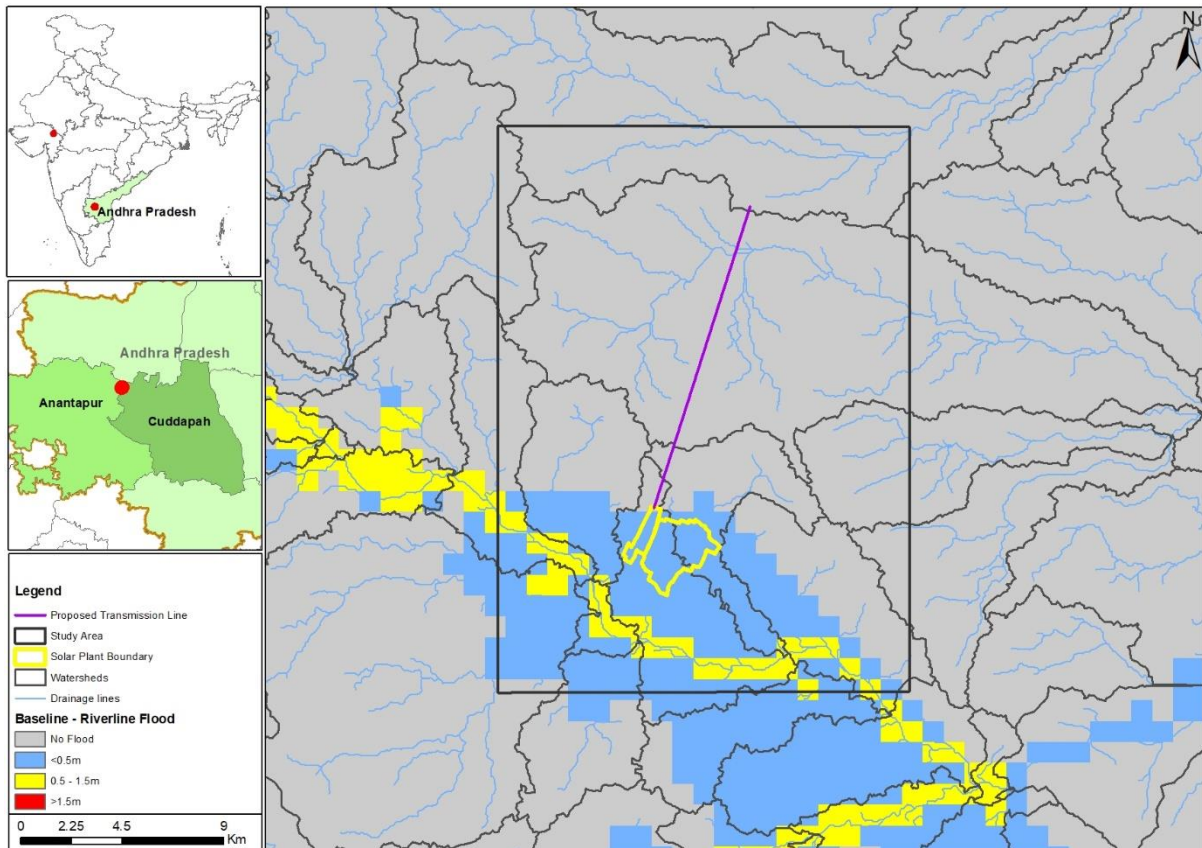 Andhra Pradesh
Andhra Pradesh
Anantapur
Cuddapah
Legend
Proposed Transmission Line
Study Area
Solar Plant Boundary
Watersheds
Drainage lines
Baseline - Riverline Flood
No Flood
<0.5m
0.5 - 1.5m
>1.5m
0 2.25 4.5 9
Km
N